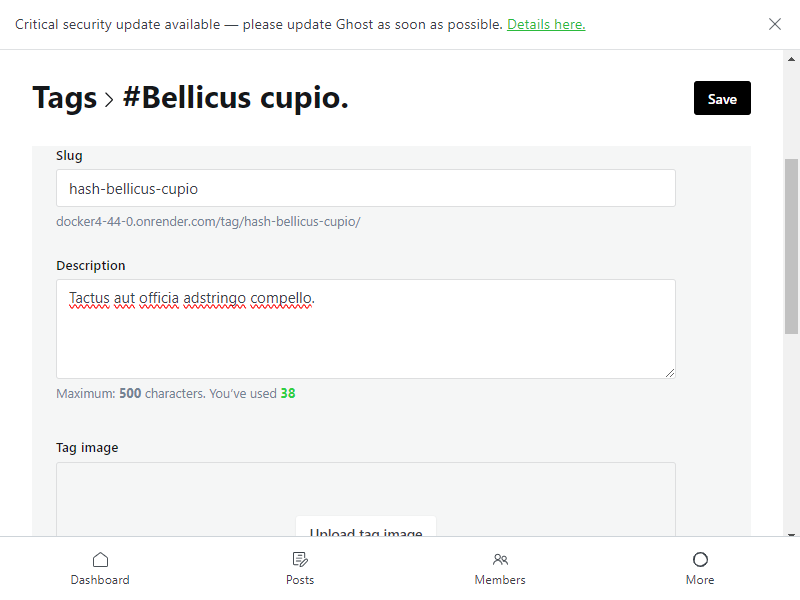 Critical security update available — please update Ghost as soon as possible. Details here.
Tags > #Bellicus cupio.
Save
Slug
hash-bellicus-cupio
docker4-44-0.onrender.com/tag/hash-bellicus-cupio/
Description
Tactus aut officia adstringo compello.
Maximum: 500 characters. You've used 38
Tag image
Upload tag image
Dashboard
Posts
Members
More